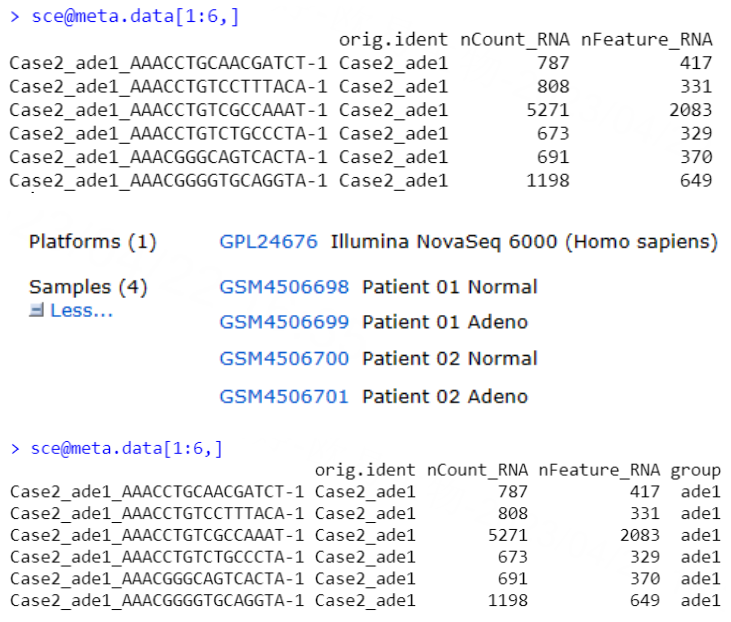 > sce@meta.data[1:6,]
orig.ident nCount_RNA nFeature_RNA
Case2_ade1_AAACCTGCAACGATCT-1 Case2_ade1 787 417
Case2_ade1_AAACCTGTCCTTTACA-1 Case2_ade1 808 331
Case2_ade1_AAACCTGTCGCCAAAT-1 Case2_ade1 5271 2083
Case2_ade1_AAACCTGTCTGCCCTA-1 Case2_ade1 673 329
Case2_ade1_AAACGGGCAGTCACTA-1 Case2_ade1 691 370
Case2_ade1_AAACGGGGTGCAGGTA-1 Case2_ade1 1198 649
Platforms (1) GPL24676 Illumina NovaSeq 6000 (Homo sapiens)
Samples (4) GSM4506698 Patient 01 Normal
Less... GSM4506699 Patient 01 Adeno
GSM4506700 Patient 02 Normal
GSM4506701 Patient 02 Adeno
> sce@meta.data[1:6,]
orig.ident nCount_RNA nFeature_RNA group
Case2_ade1_AAACCTGCAACGATCT-1 Case2_ade1 787 417 ade1
Case2_ade1_AAACCTGTCCTTTACA-1 Case2_ade1 808 331 ade1
Case2_ade1_AAACCTGTCGCCAAAT-1 Case2_ade1 5271 2083 ade1
Case2_ade1_AAACCTGTCTGCCCTA-1 Case2_ade1 673 329 ade1
Case2_ade1_AAACGGGCAGTCACTA-1 Case2_ade1 691 370 ade1
Case2_ade1_AAACGGGGTGCAGGTA-1 Case2_ade1 1198 649 ade1